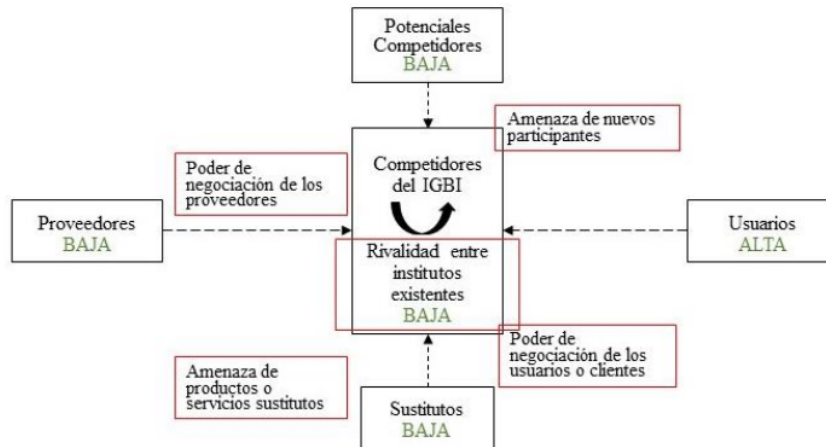 Potenciales
Competidores
BAJA
Amenaza de nuevos
participantes
Poder de
negociación de los
proveedores
Competidores
del IGBI
Proveedores
BAJA
Usuarios
ALTA
Rivalidad entre
institutos
existentes
BAJA
Poder de
negociación de los
usuarios o clientes
Amenaza de
productos o
servicios sustitutos
Sustitutos
BAJA